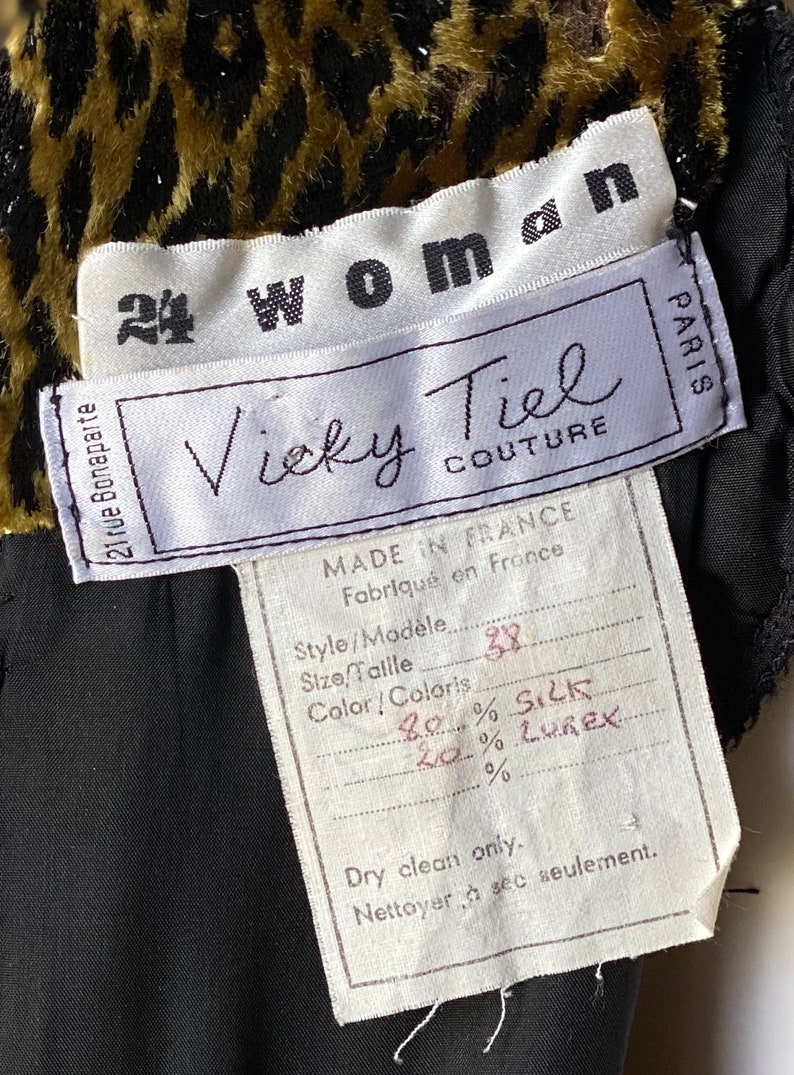 24 woman
21 rue Bonaparte
Vicky Tiel
COUTURE
PARIS
MADE IN FRANCE
Fabriqué en France
Style/Modèle
Size/Taille 38
Color/Coloris
80 % SILK
20 % LUREX
%
Dry clean only.
Nettoyer à sec seulement.